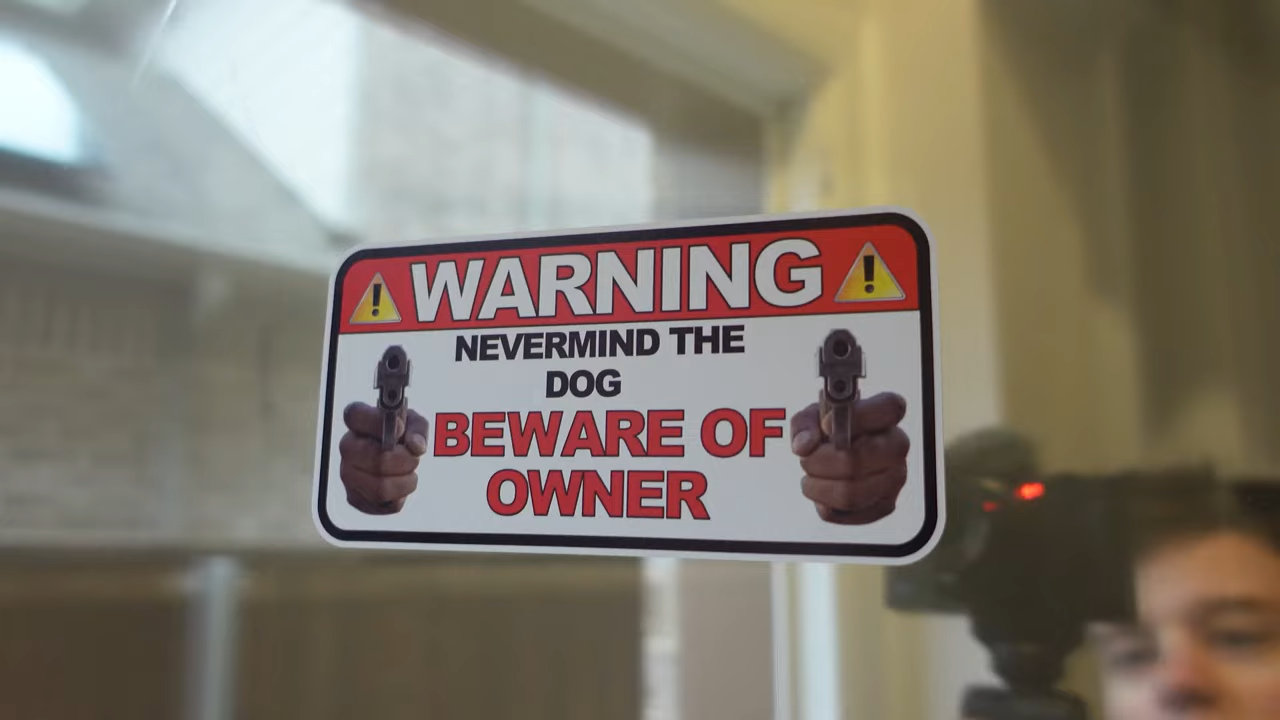 WARNING
NEVERMIND THE
DOG
BEWARE OF
OWNER